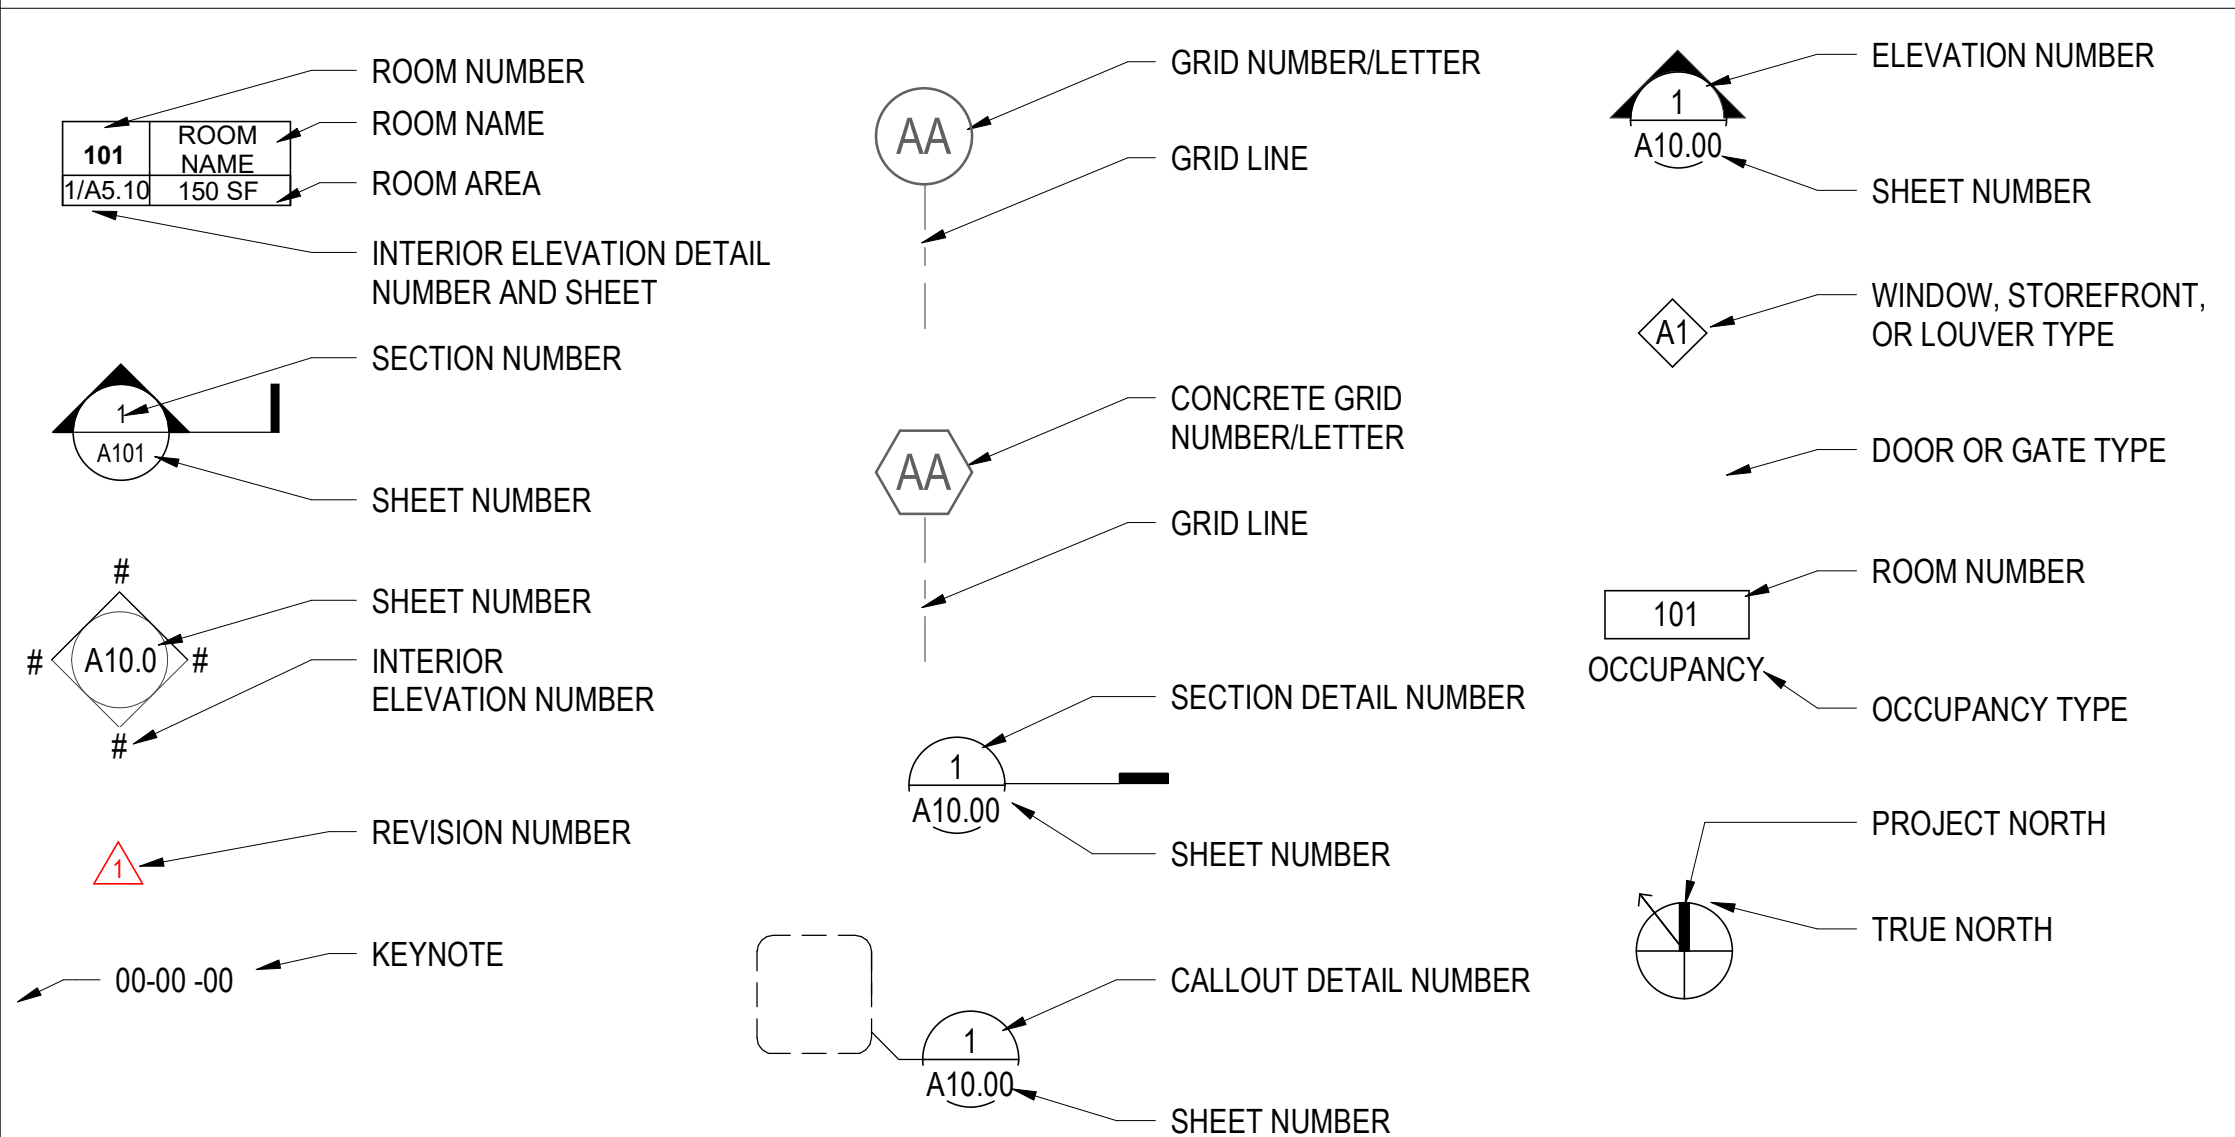 ROOM NUMBER
ROOM NAME
ROOM AREA
101
ROOM
NAME
1/A5.10
150 SF
INTERIOR ELEVATION DETAIL
NUMBER AND SHEET
SECTION NUMBER
1
A101
SHEET NUMBER
#
SHEET NUMBER
#
A10.0
#
INTERIOR
ELEVATION NUMBER
#
REVISION NUMBER
1
KEYNOTE
00-00 -00
GRID NUMBER/LETTER
AA
GRID LINE
CONCRETE GRID
NUMBER/LETTER
AA
GRID LINE
SECTION DETAIL NUMBER
1
A10.00
SHEET NUMBER
CALLOUT DETAIL NUMBER
1
A10.00
SHEET NUMBER
ELEVATION NUMBER
1
A10.00
SHEET NUMBER
WINDOW, STOREFRONT,
OR LOUVER TYPE
A1
DOOR OR GATE TYPE
ROOM NUMBER
101
OCCUPANCY
OCCUPANCY TYPE
PROJECT NORTH
TRUE NORTH